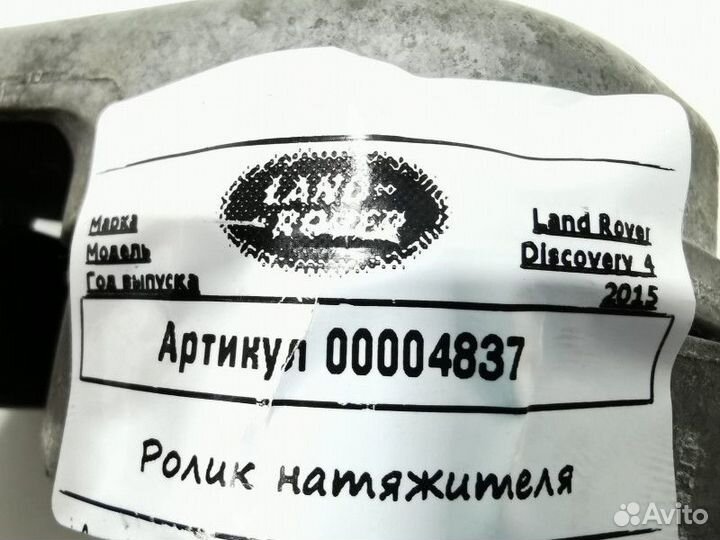 LAND
ROVER
Марка Land Rover
Модель Discovery 4
Год выпуска 2015
Артикул 00004837
Ролик натяжителя
Avito